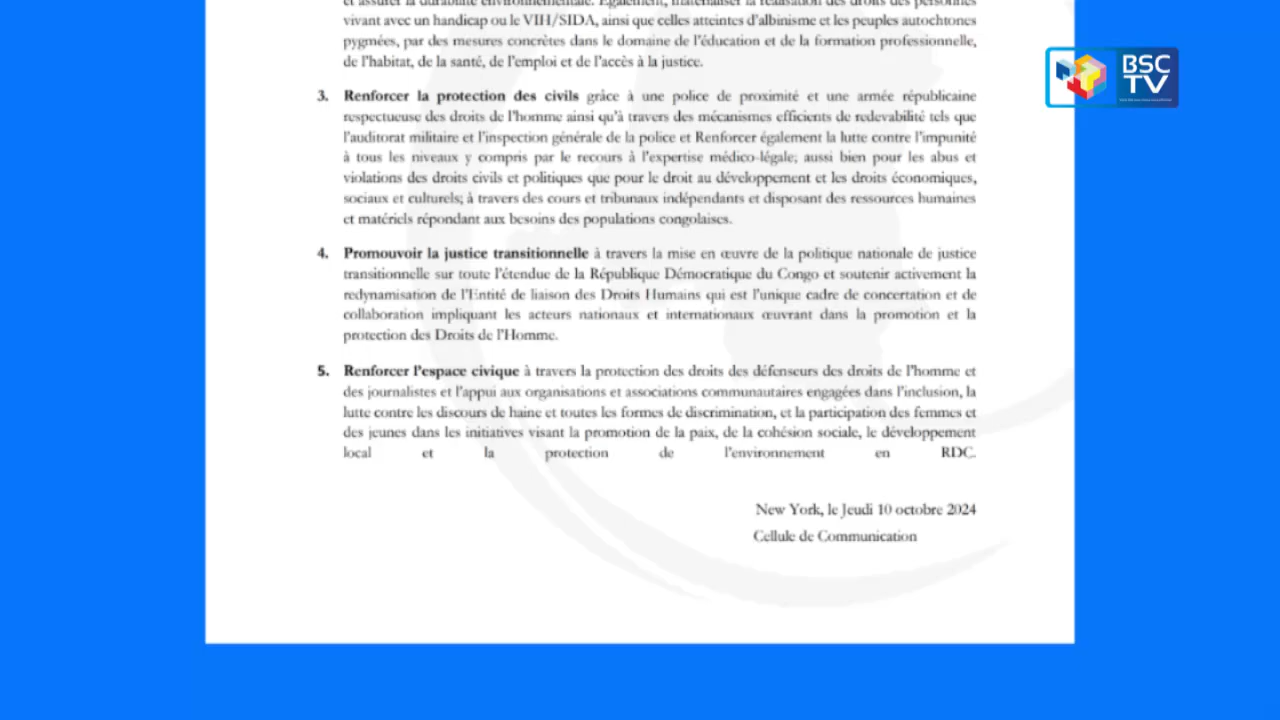 et assurer la durabilité environnementale. Également, matérialiser la réalisation des droits des personnes
vivant avec un handicap ou le VIH/SIDA, ainsi que celles atteintes d'albinisme et les peuples autochtones
pygmées, par des mesures concrètes dans le domaine de l'éducation et de la formation professionnelle,
de l'habitat, de la santé, de l'emploi et de l'accès à la justice.
3. Renforcer la protection des civils grâce à une police de proximité et une armée républicaine
respectueuse des droits de l'homme ainsi qu'à travers des mécanismes efficients de redevabilité tels que
l'auditorat militaire et l'inspection générale de la police et Renforcer également la lutte contre l'impunité
à tous les niveaux y compris par le recours à l'expertise médico-légale; aussi bien pour les abus et
violations des droits civils et politiques que pour le droit au développement et les droits économiques,
sociaux et culturels; à travers des cours et tribunaux indépendants et disposant des ressources humaines
et matériels répondant aux besoins des populations congolaises.
4. Promouvoir la justice transitionnelle à travers la mise en œuvre de la politique nationale de justice
transitionnelle sur toute l'étendue de la République Démocratique du Congo et soutenir activement la
redynamisation de l'Entité de liaison des Droits Humains qui est l'unique cadre de concertation et de
collaboration impliquant les acteurs nationaux et internationaux œuvrant dans la promotion et la
protection des Droits de l'Homme.
5. Renforcer l'espace civique à travers la protection des droits des défenseurs des droits de l'homme et
des journalistes et l'appui aux organisations et associations communautaires engagées dans l'inclusion, la
lutte contre les discours de haine et toutes les formes de discrimination, et la participation des femmes et
des jeunes dans les initiatives visant la promotion de la paix, de la cohésion sociale, le développement
local et la protection de l'environnement en RDC.
New York, le Jeudi 10 octobre 2024
Cellule de Communication
BSC
TV